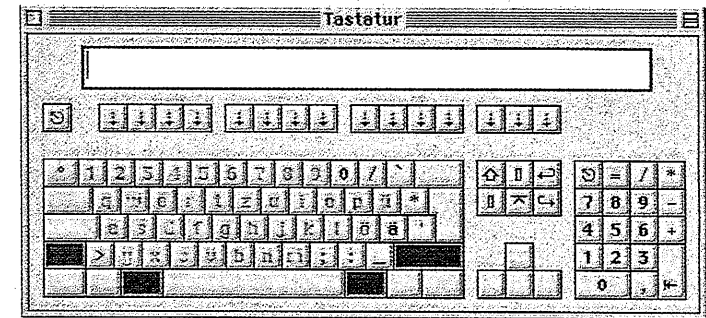 Tastatur
° 1 2 3 4 5 6 7 8 9 0 / `
= / *
q w e r t z u i o p ü *
7 8 9 -
a s d f g h j k l ö ä '
4 5 6 +
> y x c v b n m ; : _
1 2 3
0 ,